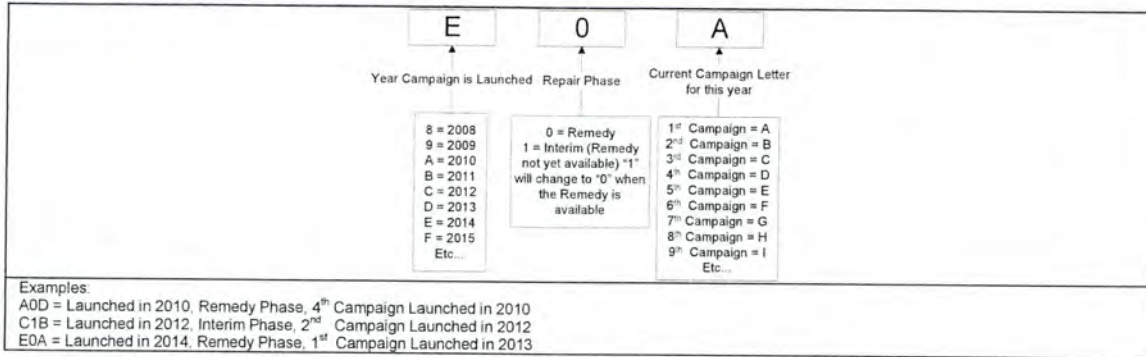 E 0 A
Year Campaign is Launched Repair Phase Current Campaign Letter
for this year
8 = 2008
9 = 2009
A = 2010
B = 2011
C = 2012
D = 2013
E = 2014
F = 2015
Etc...
0 = Remedy
1 = Interim (Remedy
not yet available) "1"
will change to "0" when
the Remedy is
available
1st Campaign = A
2nd Campaign = B
3rd Campaign = C
4th Campaign = D
5th Campaign = E
6th Campaign = F
7th Campaign = G
8th Campaign = H
9th Campaign = I
Etc...
Examples:
A0D = Launched in 2010, Remedy Phase, 4th Campaign Launched in 2010
C1B = Launched in 2012, Interim Phase, 2nd Campaign Launched in 2012
E0A = Launched in 2014, Remedy Phase, 1st Campaign Launched in 2013